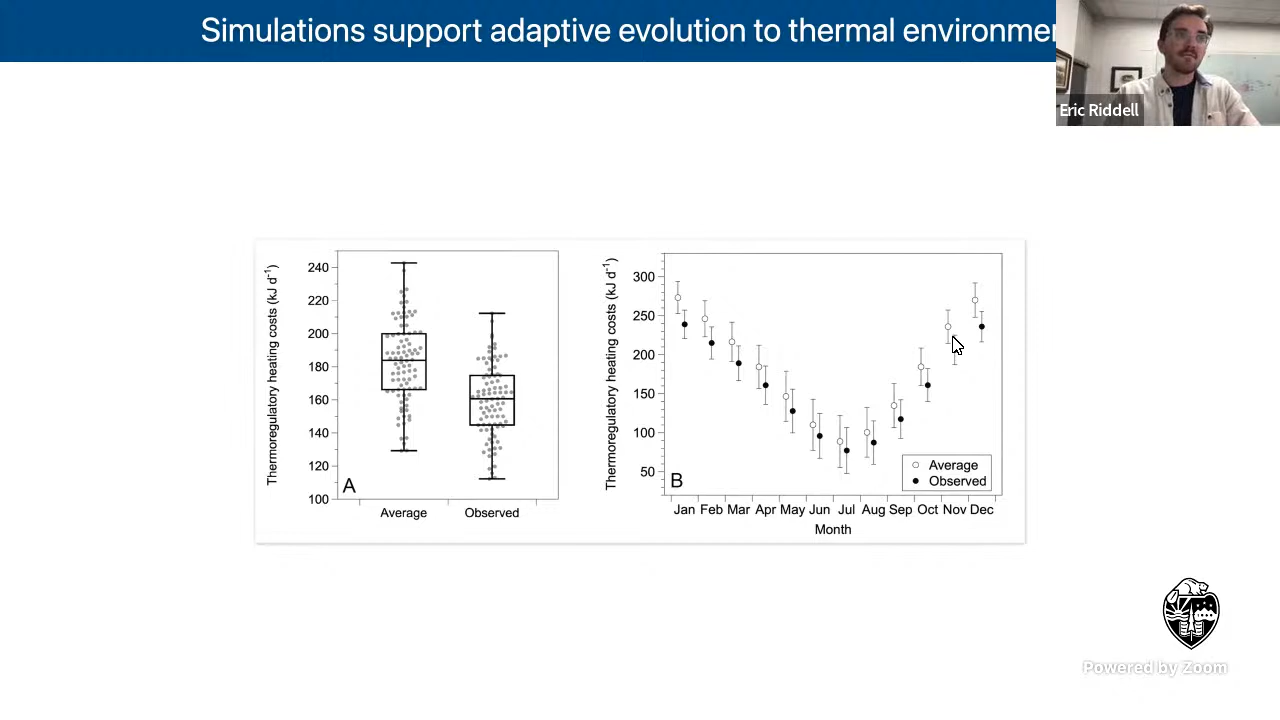 Simulations support adaptive evolution to thermal environmen
Eric Riddell
Thermoregulatory heating costs (kJ d-1)
240
220
200
180
160
140
120
100
A
Average
Observed
Thermoregulatory heating costs (kJ d-1)
300
250
200
150
100
50
B
Average
Observed
Jan Feb Mar Apr May Jun Jul Aug Sep Oct Nov Dec
Month
Powered by Zoom